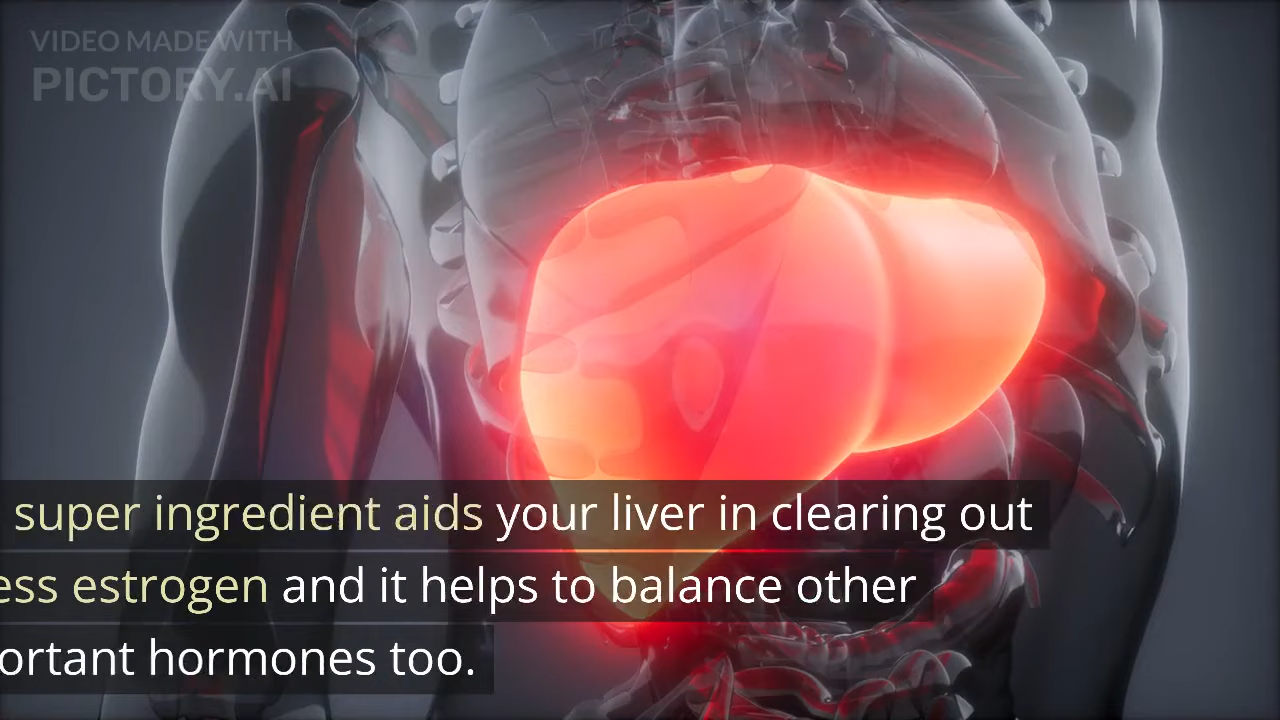 VIDEO MADE WITH
PICTORY.AI
super ingredient aids your liver in clearing out
ess estrogen and it helps to balance other
ortant hormones too.